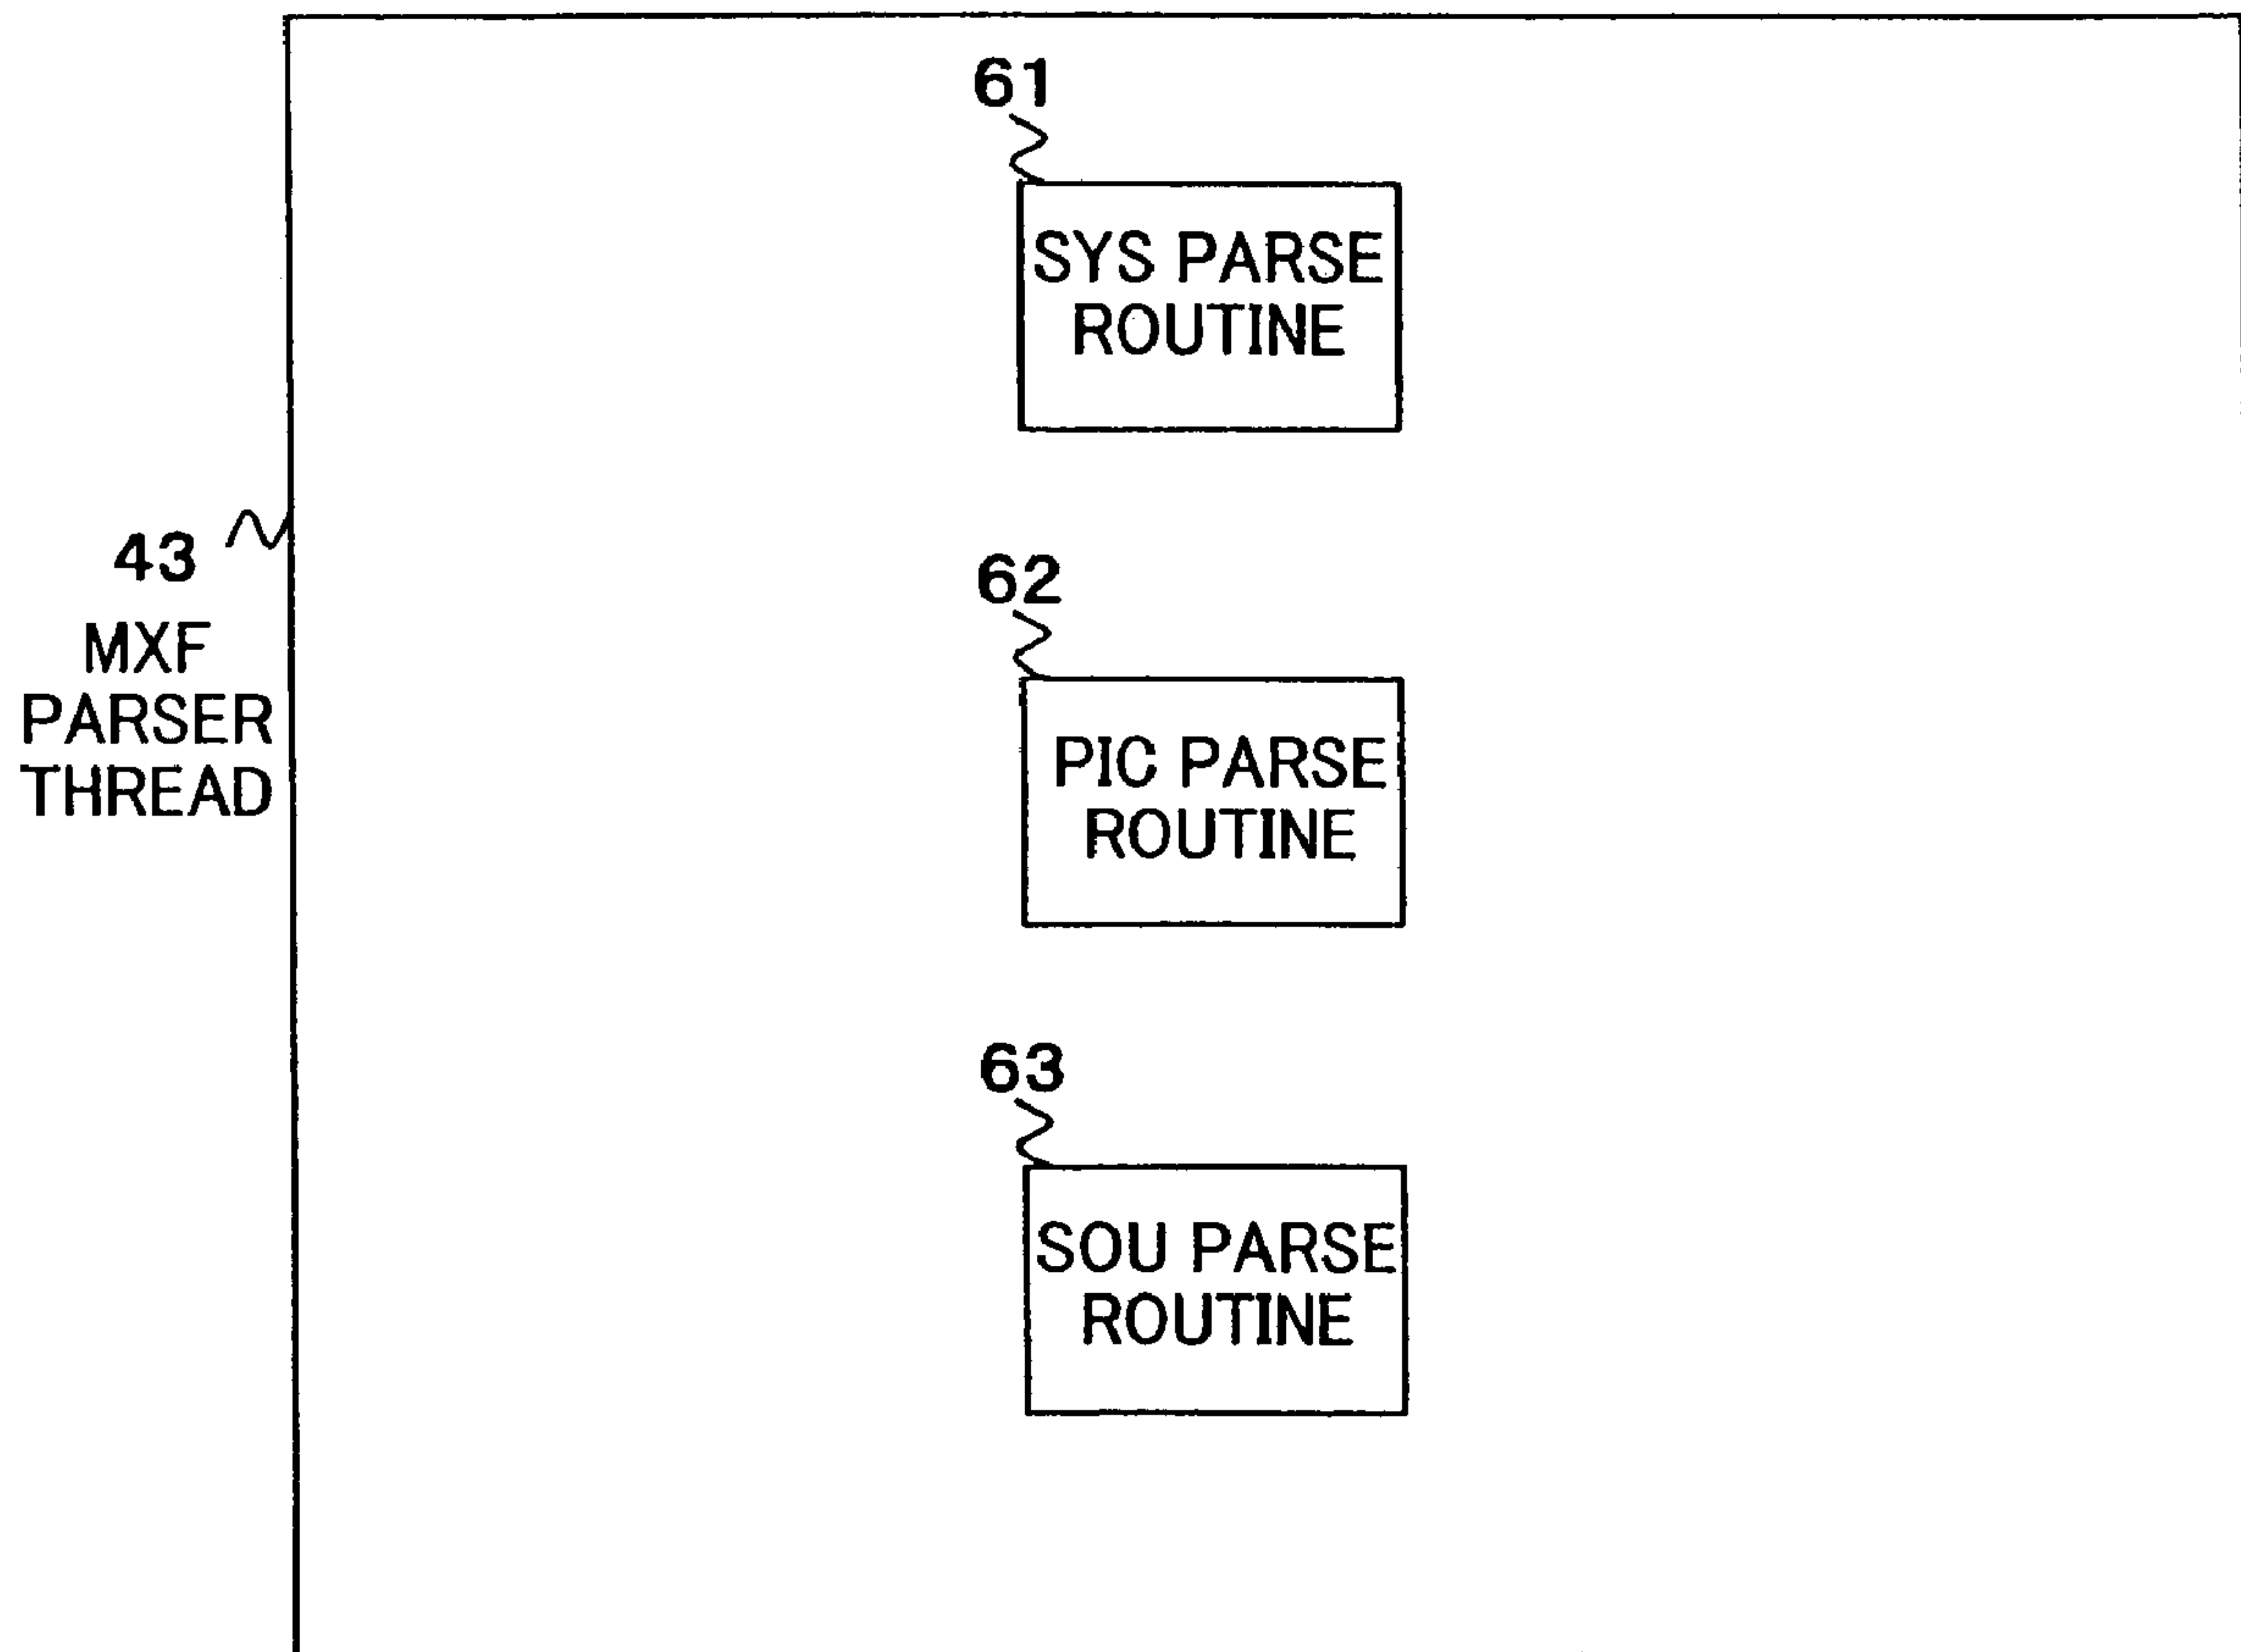 61
SYS PARSE
ROUTINE
43
MXF
PARSER
THREAD
62
PIC PARSE
ROUTINE
63
SOU PARSE
ROUTINE